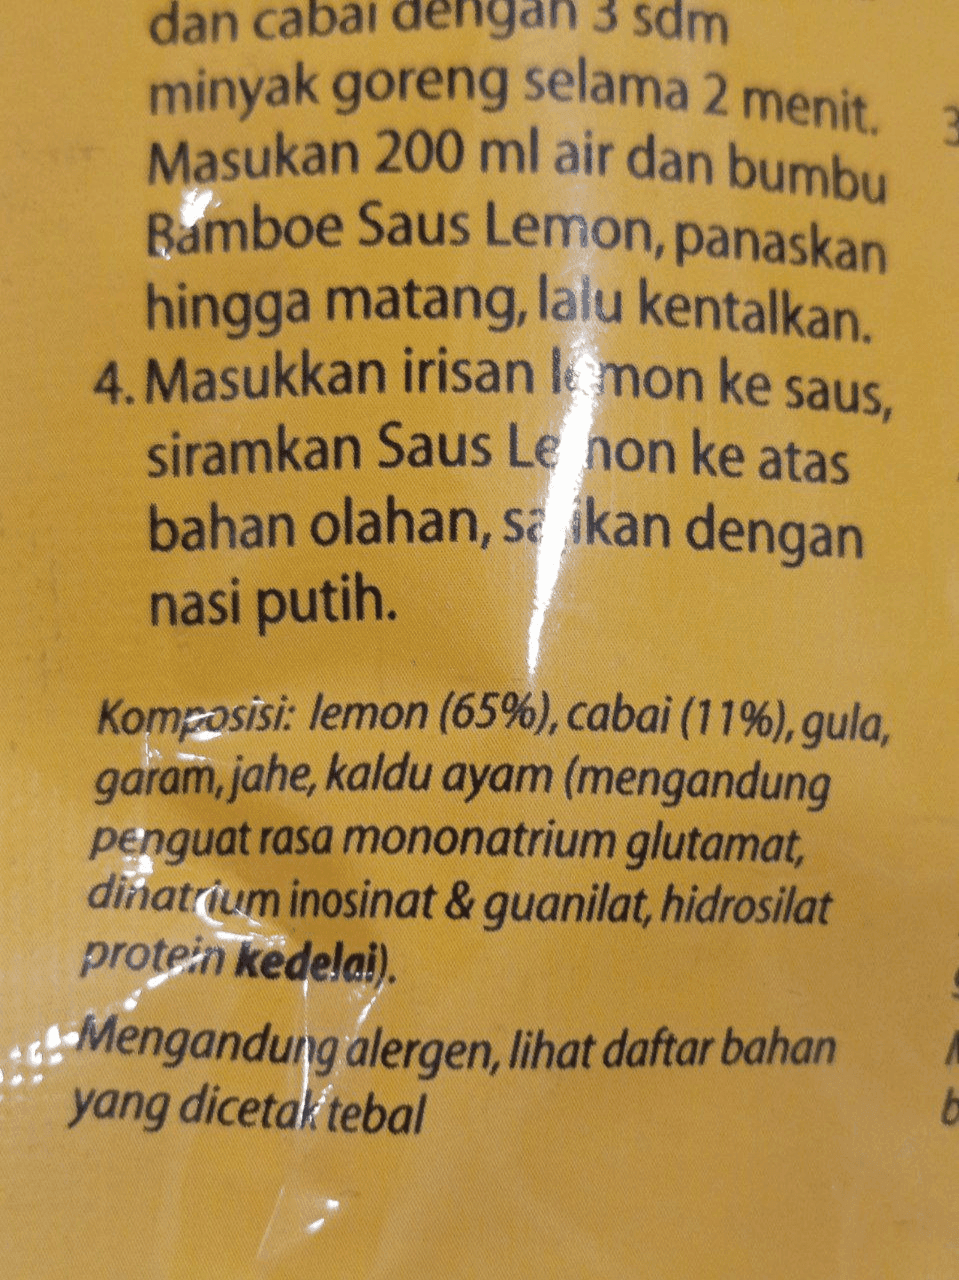 dan cabai dengan 3 sdm
minyak goreng selama 2 menit.
Masukan 200 ml air dan bumbu
Bamboe Saus Lemon, panaskan
hingga matang, lalu kentalkan.
4. Masukkan irisan lemon ke saus,
siramkan Saus Lemon ke atas
bahan olahan, sajikan dengan
nasi putih.
Komposisi: lemon (65%), cabai (11%), gula,
garam, jahe, kaldu ayam (mengandung
penguat rasa mononatrium glutamat,
dinatrium inosinat & guanilat, hidrosilat
protein kedelai).
Mengandung alergen, lihat daftar bahan
yang dicetak tebal